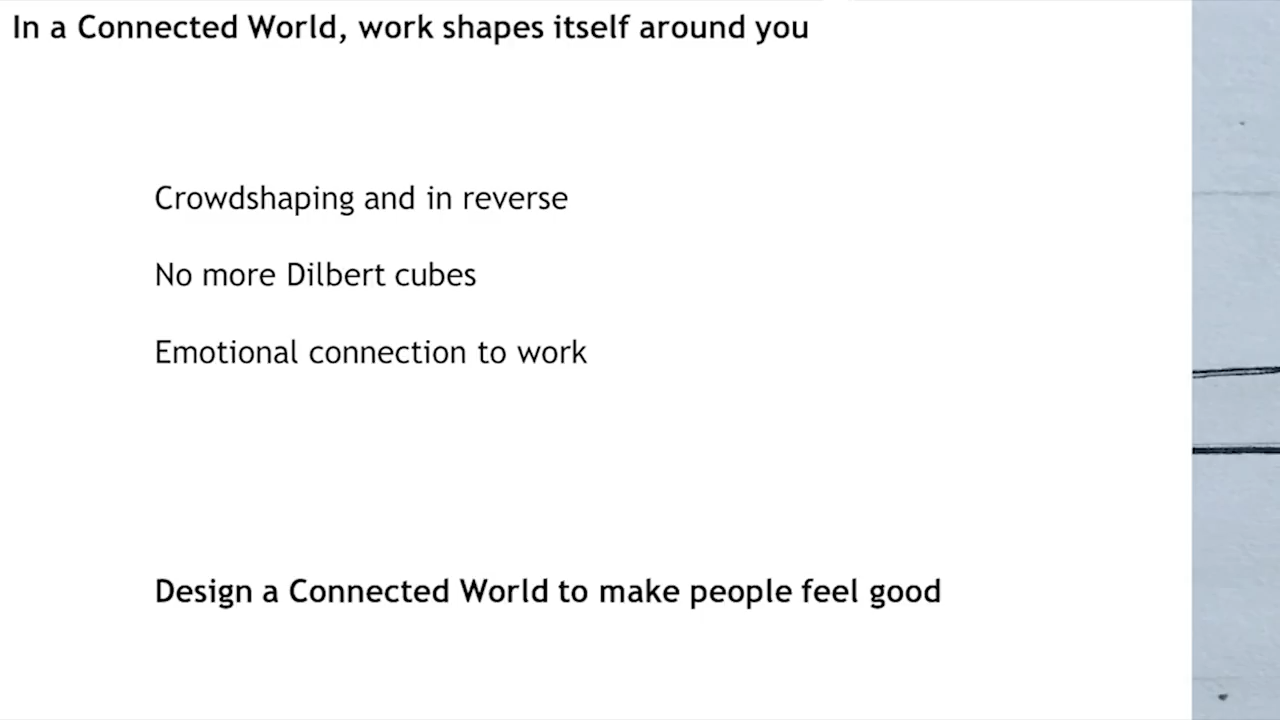 In a Connected World, work shapes itself around you
Crowdshaping and in reverse
No more Dilbert cubes
Emotional connection to work
Design a Connected World to make people feel good